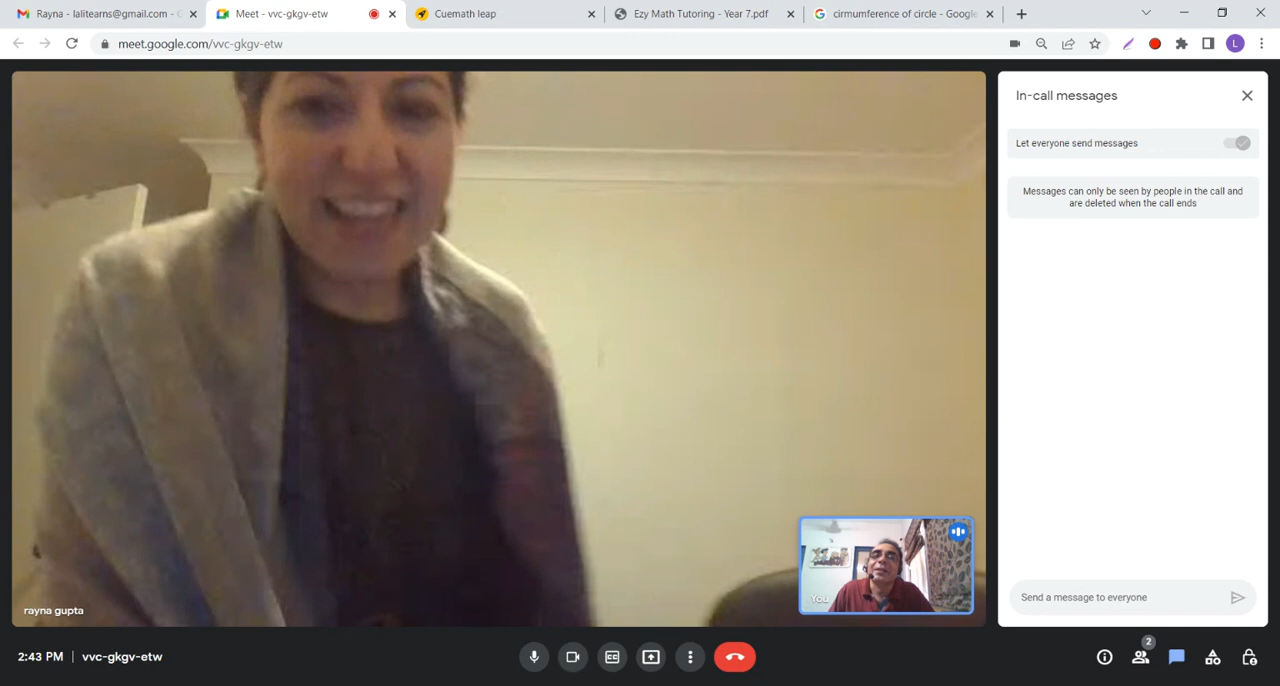 Rayna - lalitearns@gmail.com - G
Meet - vvc-gkgv-etw
Cuemath leap
Ezy Math Tutoring - Year 7.pdf
cirmumference of circle - Google
meet.google.com/vvc-gkgv-etw
L
In-call messages
Let everyone send messages
Messages can only be seen by people in the call and
are deleted when the call ends
You
rayna gupta
Send a message to everyone
2:43 PM | vvc-gkgv-etw
CC
2